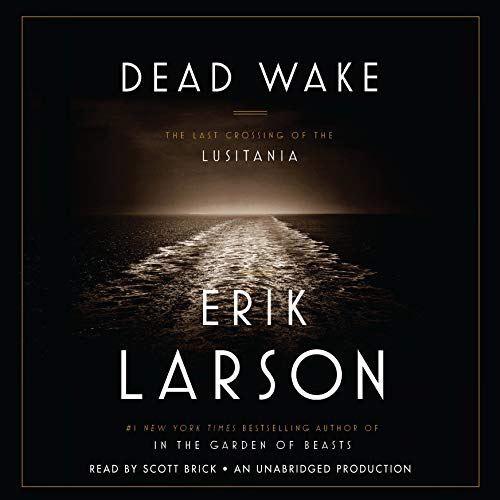 DEAD WAKE
THE LAST CROSSING OF THE
LUSITANIA
ERIK
LARSON
#1 NEW YORK TIMES BESTSELLING AUTHOR OF
IN THE GARDEN OF BEASTS
READ BY SCOTT BRICK • AN UNABRIDGED PRODUCTION